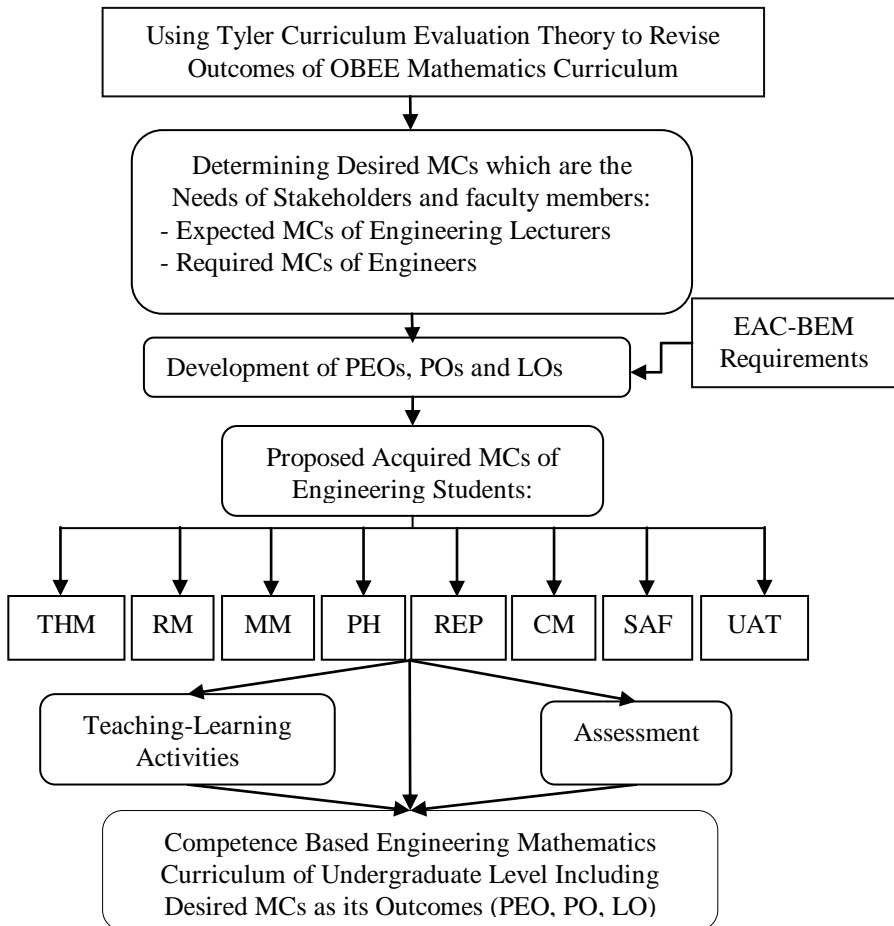 Using Tyler Curriculum Evaluation Theory to Revise
Outcomes of OBEE Mathematics Curriculum
Determining Desired MCs which are the
Needs of Stakeholders and faculty members:
- Expected MCs of Engineering Lecturers
- Required MCs of Engineers
EAC-BEM
Requirements
Development of PEOs, POs and LOs
Proposed Acquired MCs of
Engineering Students:
THM
RM
MM
PH
REP
CM
SAF
UAT
Teaching-Learning
Activities
Assessment
Competence Based Engineering Mathematics
Curriculum of Undergraduate Level Including
Desired MCs as its Outcomes (PEO, PO, LO)